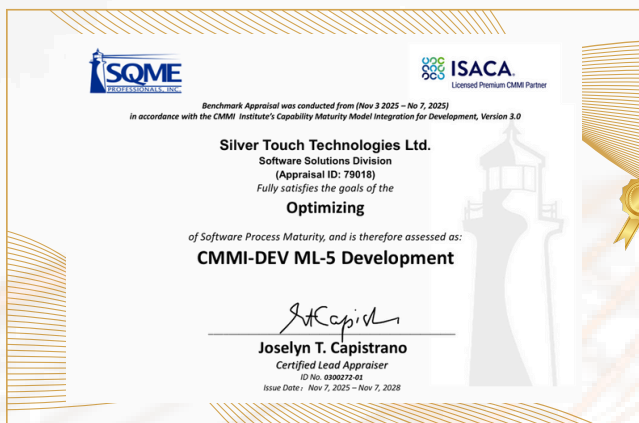 SQME
PROFESSIONALS, INC.
ISACA.
Licensed Premium CMMI Partner
Benchmark Appraisal was conducted from (Nov 3 2025 – No 7, 2025)
in accordance with the CMMI Institute's Capability Maturity Model Integration for Development, Version 3.0
Silver Touch Technologies Ltd.
Software Solutions Division
(Appraisal ID: 79018)
Fully satisfies the goals of the
Optimizing
of Software Process Maturity, and is therefore assessed as:
CMMI-DEV ML-5 Development
Joselyn T. Capistrano
Certified Lead Appraiser
ID No. 0300272-01
Issue Date: Nov 7, 2025 – Nov 7, 2028